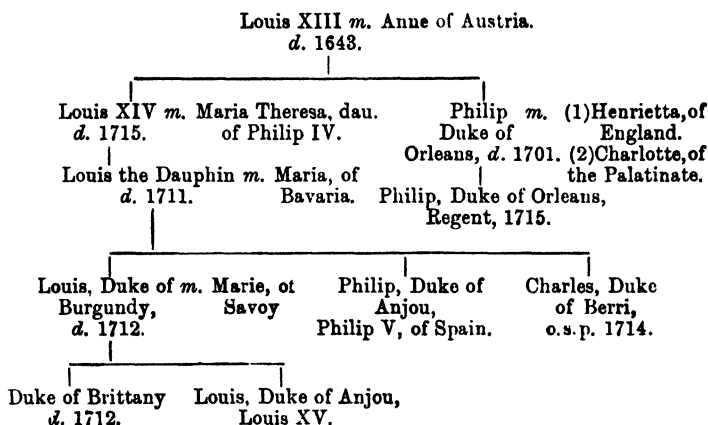 Louis XIII m. Anne of Austria.
d. 1643.
Louis XIV m. Maria Theresa, dau.
d. 1715. of Philip IV.
Philip m. (1)Henrietta, of
Duke of England.
Orleans, d. 1701. (2)Charlotte, of
the Palatinate.
Louis the Dauphin m. Maria, of
d. 1711. Bavaria.
Philip, Duke of Orleans,
Regent, 1715.
Louis, Duke of m. Marie, of
Burgundy, Savoy
d. 1712.
Philip, Duke of
Anjou,
Philip V, of Spain.
Charles, Duke
of Berri,
o.s.p. 1714.
Duke of Brittany
d. 1712.
Louis, Duke of Anjou,
Louis XV.